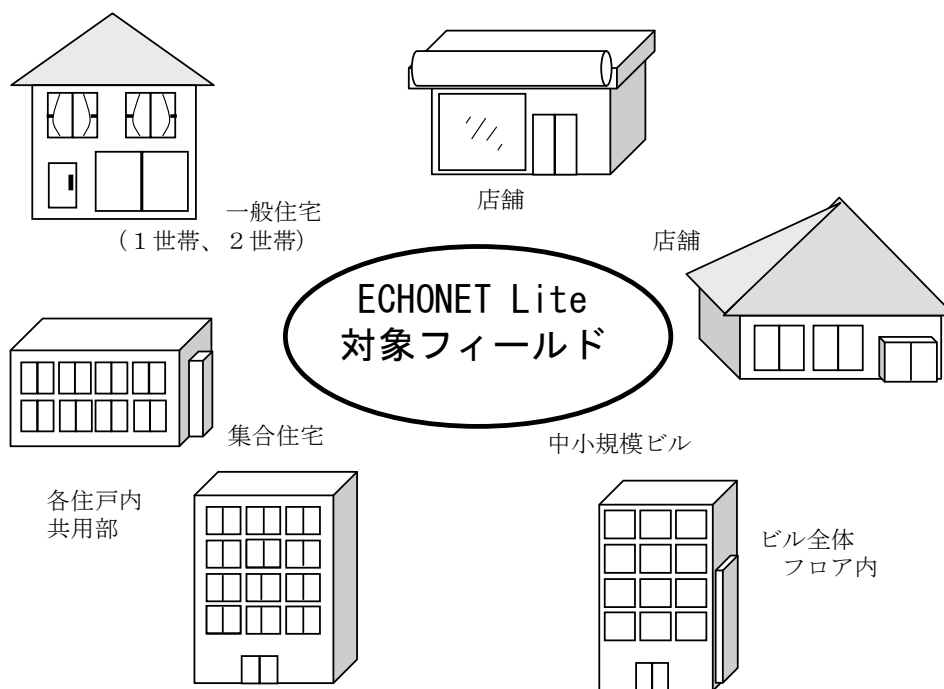 店舗
一般住宅
（１世帯、２世帯）
店舗
ECHONET Lite
対象フィールド
集合住宅
中小規模ビル
各住戸内
共用部
ビル全体
フロア内